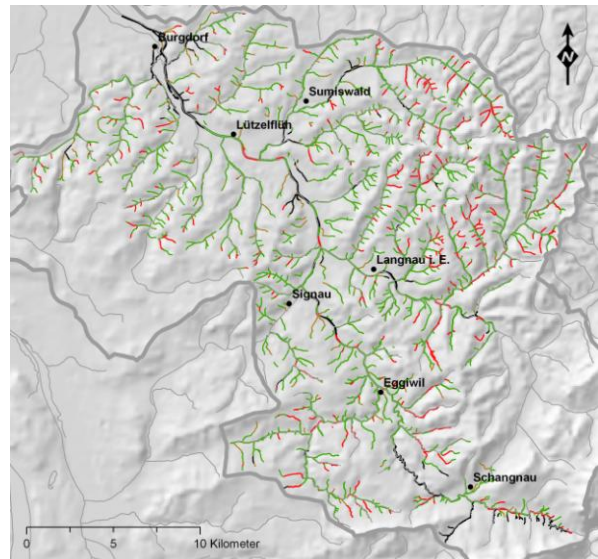 Burgdorf
Sumiswald
Lützelflüh
Langnau i. E.
Signau
Eggiwil
Schangnau
0 5 10 Kilometer
N